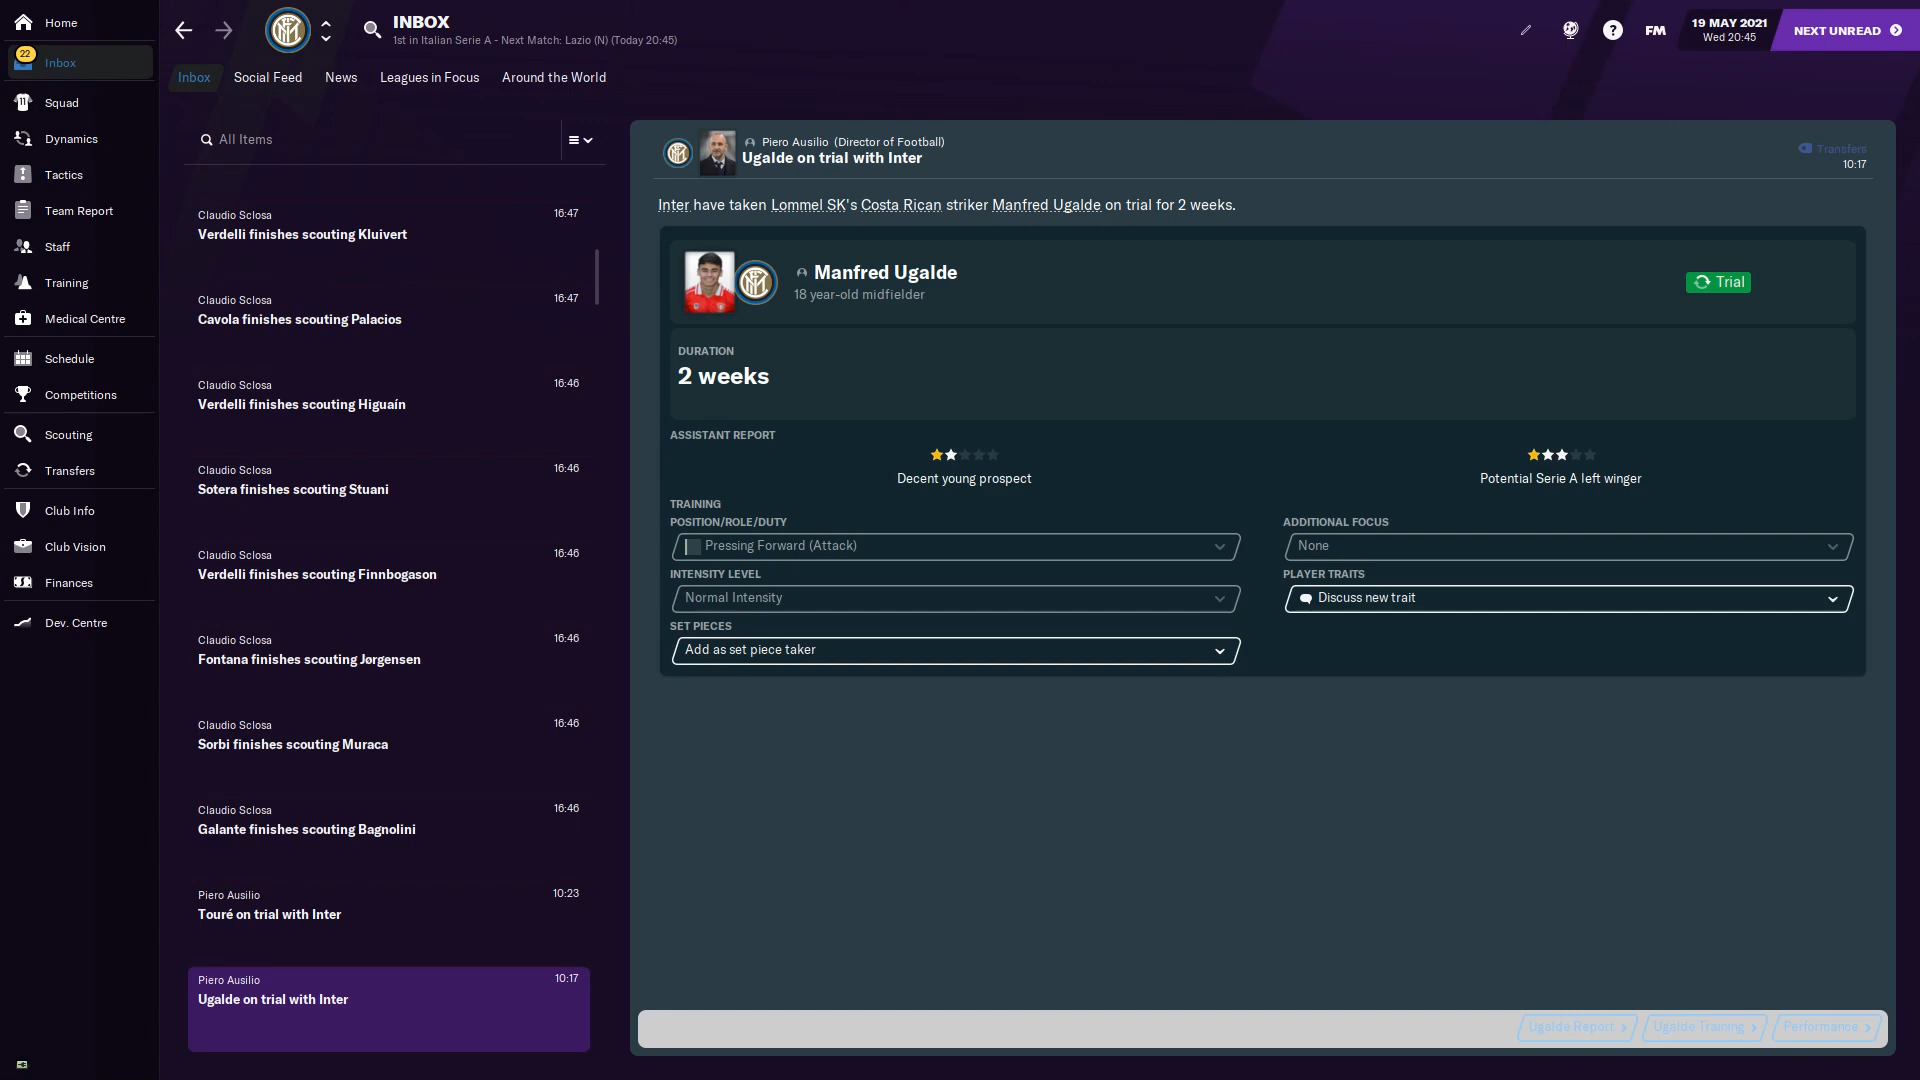 Home
22
Inbox
Squad
Dynamics
Tactics
Team Report
Staff
Training
Medical Centre
Schedule
Competitions
Scouting
Transfers
Club Info
Club Vision
Finances
Dev. Centre
INBOX
1st in Italian Serie A - Next Match: Lazio (N) (Today 20:45)
?
FM
19 MAY 2021
Wed 20:45
NEXT UNREAD
Inbox
Social Feed
News
Leagues in Focus
Around the World
All Items
Claudio Sclosa
16:47
Verdelli finishes scouting Kluivert
Claudio Sclosa
16:47
Cavola finishes scouting Palacios
Claudio Sclosa
16:46
Verdelli finishes scouting Higuaín
Claudio Sclosa
16:46
Sotera finishes scouting Stuani
Claudio Sclosa
16:46
Verdelli finishes scouting Finnbogason
Claudio Sclosa
16:46
Fontana finishes scouting Jørgensen
Claudio Sclosa
16:46
Sorbi finishes scouting Muraca
Claudio Sclosa
16:46
Galante finishes scouting Bagnolini
Piero Ausilio
10:23
Touré on trial with Inter
Piero Ausilio
10:17
Ugalde on trial with Inter
Piero Ausilio (Director of Football)
Ugalde on trial with Inter
Transfers
10:17
Inter have taken Lommel SK's Costa Rican striker Manfred Ugalde on trial for 2 weeks.
Manfred Ugalde
18 year-old midfielder
Trial
DURATION
2 weeks
ASSISTANT REPORT
Decent young prospect
Potential Serie A left winger
TRAINING
POSITION/ROLE/DUTY
Pressing Forward (Attack)
ADDITIONAL FOCUS
None
INTENSITY LEVEL
Normal Intensity
PLAYER TRAITS
Discuss new trait
SET PIECES
Add as set piece taker
Ugalde Report
Ugalde Training
Performance